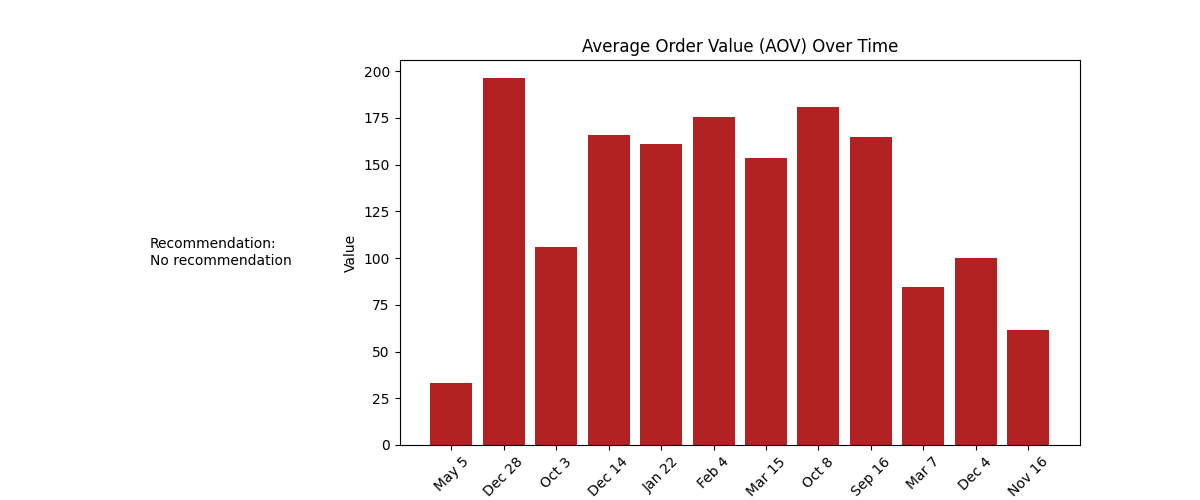 Average Order Value (AOV) Over Time
Recommendation:
No recommendation
Value
200
175
150
125
100
75
50
25
0
May 5
Dec 28
Oct 3
Dec 14
Jan 22
Feb 4
Mar 15
Oct 8
Sep 16
Mar 7
Dec 4
Nov 16